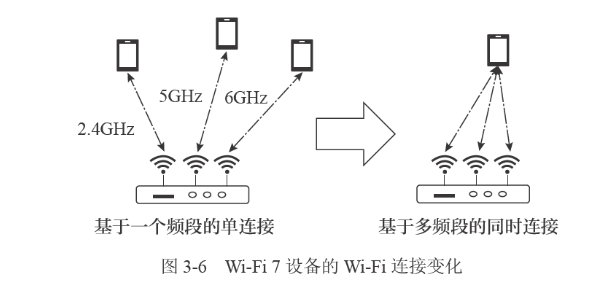 5GHz
6GHz
2.4GHz
基于一个频段的单连接
基于多频段的同时连接
图 3-6 Wi-Fi 7 设备的 Wi-Fi 连接变化